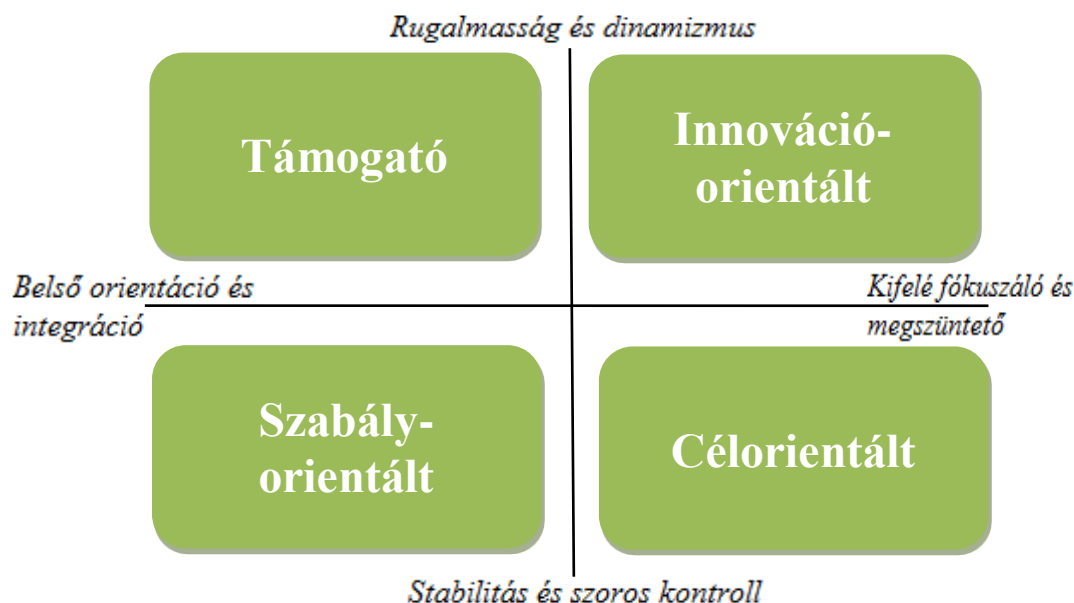 Rugalmasság és dinamizmus
Támogató
Innováció-
orientált
Belső orientáció és
integráció
Kifelé fókuszáló és
megszüntető
Szabály-
orientált
Célorientált
Stabilitás és szoros kontroll